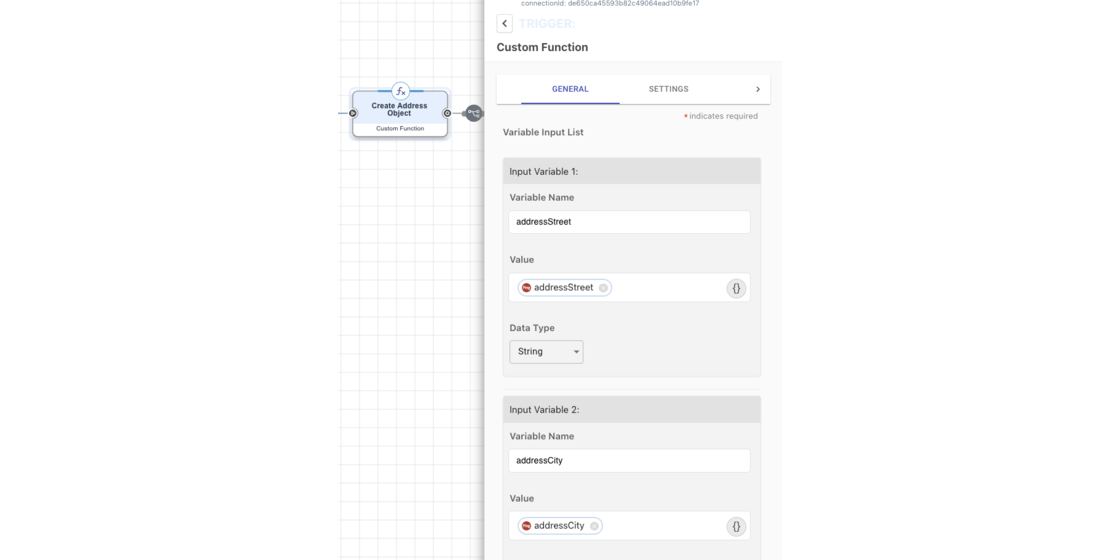 connectionId: de650ca45593b82c49064ead10b9fe17
TRIGGER:
Custom Function
Create Address
Object
Custom Function
GENERAL
SETTINGS
* indicates required
Variable Input List
Input Variable 1:
Variable Name
addressStreet
Value
addressStreet
{}
Data Type
String
Input Variable 2:
Variable Name
addressCity
Value
addressCity
{}